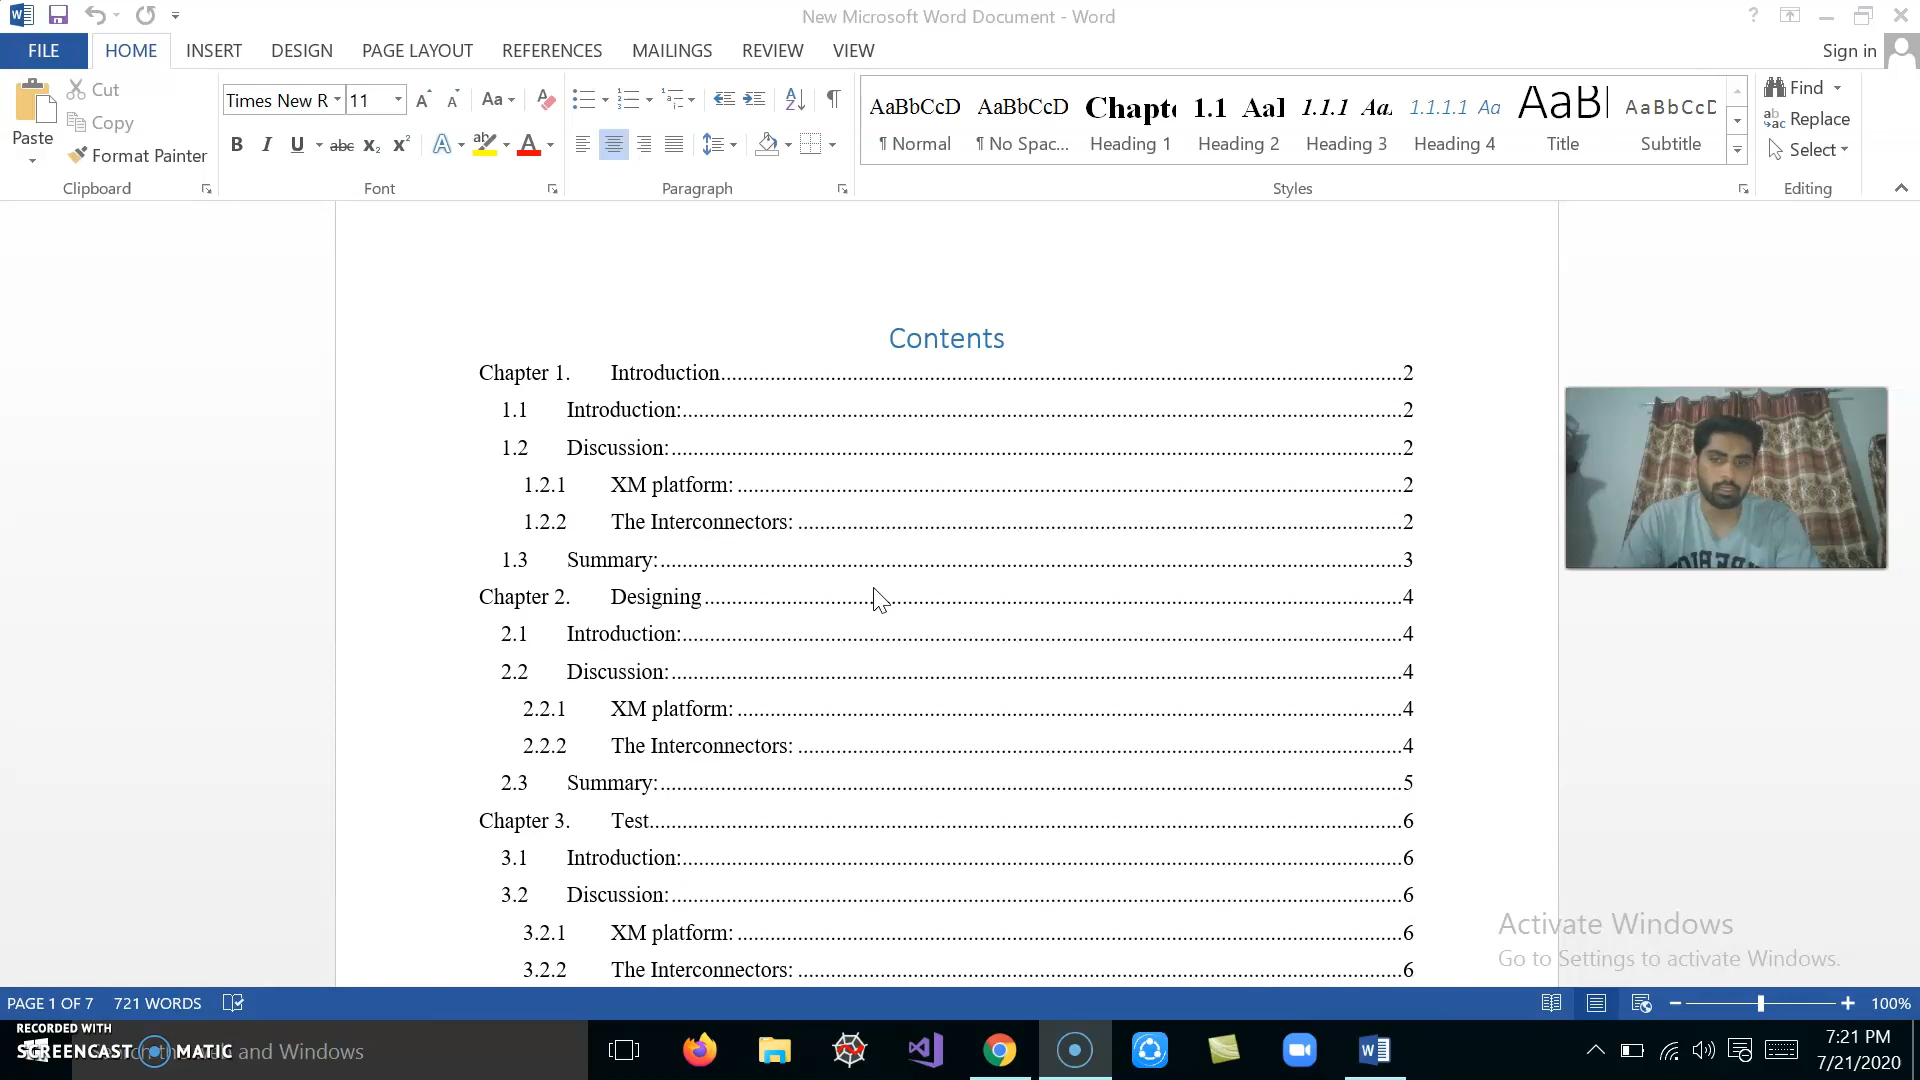 New Microsoft Word Document - Word
FILE HOME INSERT DESIGN PAGE LAYOUT REFERENCES MAILINGS REVIEW VIEW Sign in
Paste
Cut
Copy
Format Painter
Clipboard
Times New R 11
Font
Paragraph
AaBbCcD AaBbCcD Chapte 1.1 AaI 1.1.1 Aa 1.1.1.1 Aa AaB AaBbCcD
¶ Normal ¶ No Spac... Heading 1 Heading 2 Heading 3 Heading 4 Title Subtitle
Styles
Find
Replace
Select
Editing
Contents
Chapter 1. Introduction 2
1.1 Introduction: 2
1.2 Discussion: 2
1.2.1 XM platform: 2
1.2.2 The Interconnectors: 2
1.3 Summary: 3
Chapter 2. Designing 4
2.1 Introduction: 4
2.2 Discussion: 4
2.2.1 XM platform: 4
2.2.2 The Interconnectors: 4
2.3 Summary: 5
Chapter 3. Test 6
3.1 Introduction: 6
3.2 Discussion: 6
3.2.1 XM platform: 6
3.2.2 The Interconnectors: 6
Activate Windows
Go to Settings to activate Windows.
PAGE 1 OF 7 721 WORDS 100%
RECORDED WITH
SCREENCAST MATIC
and Windows
7:21 PM
7/21/2020